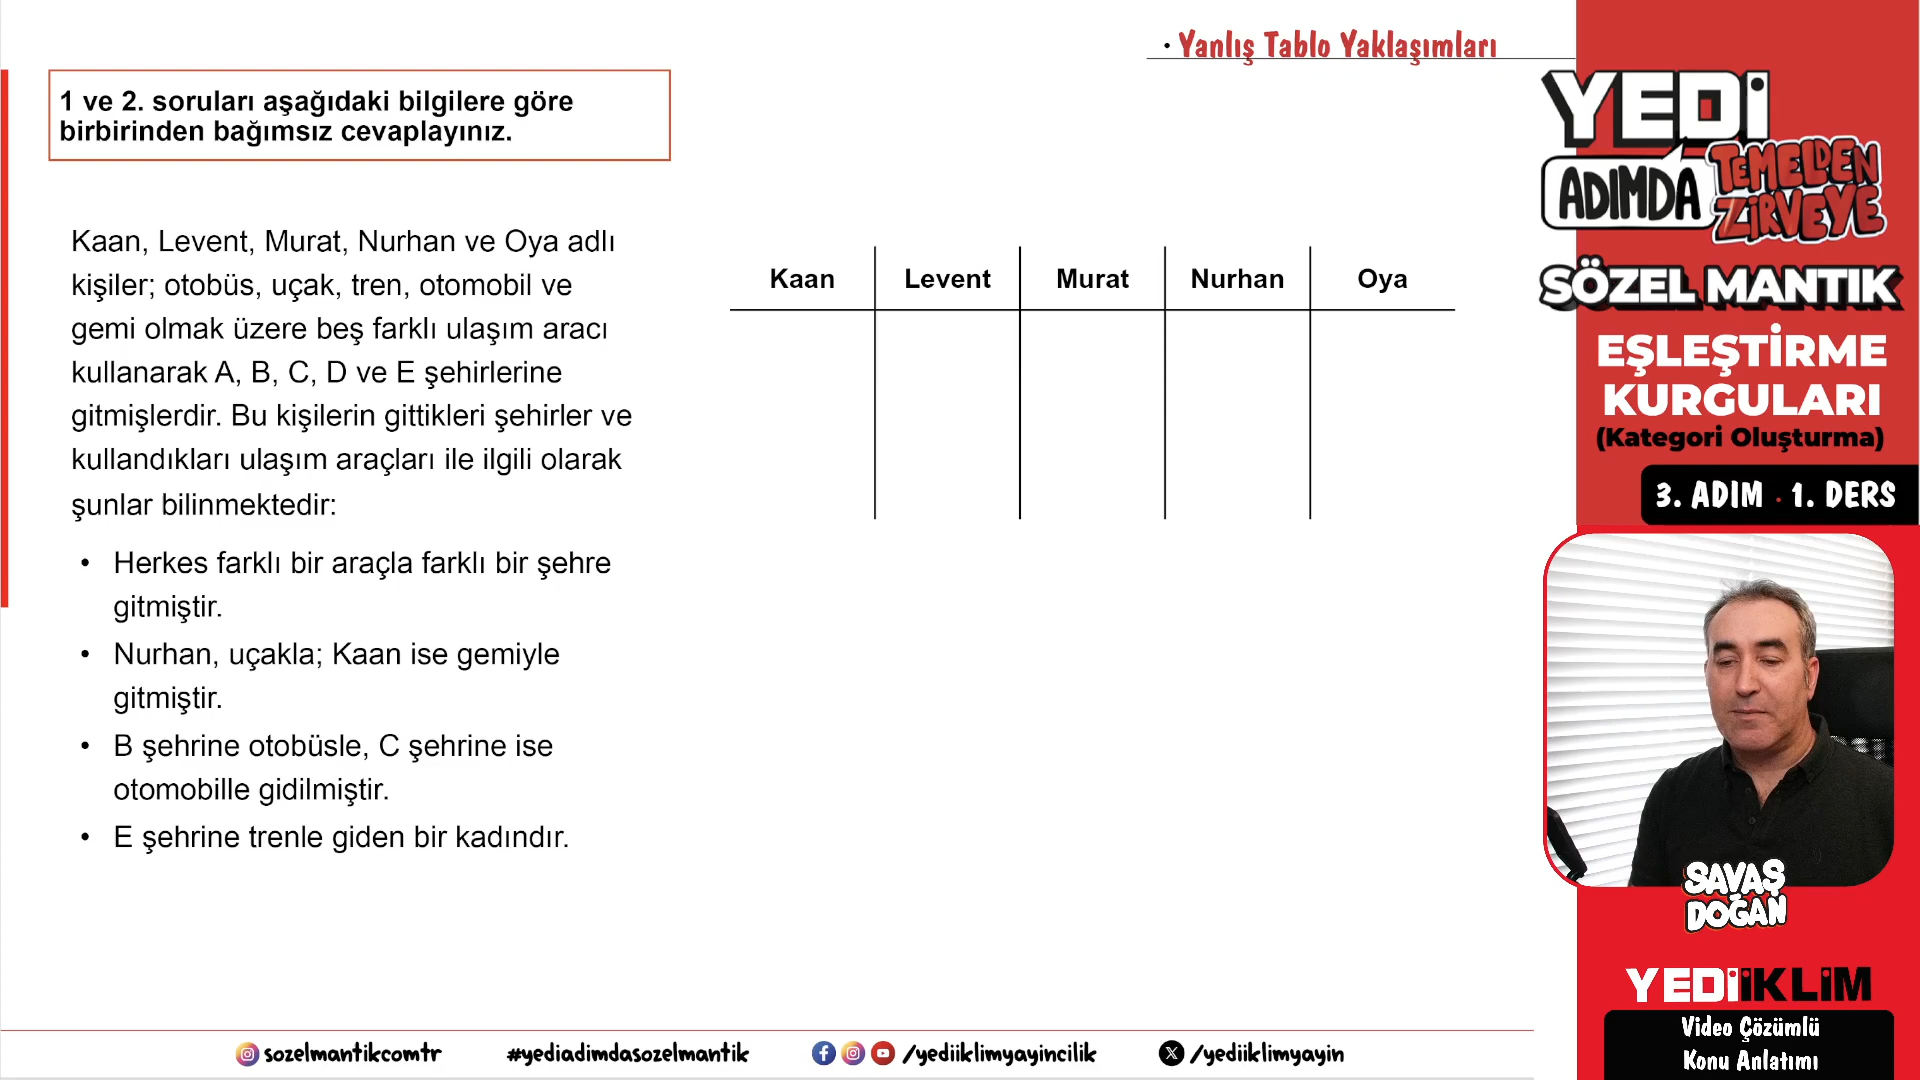 • Yanlış Tablo Yaklaşımları
1 ve 2. soruları aşağıdaki bilgilere göre
birbirinden bağımsız cevaplayınız.
Kaan, Levent, Murat, Nurhan ve Oya adlı
kişiler; otobüs, uçak, tren, otomobil ve
gemi olmak üzere beş farklı ulaşım aracı
kullanarak A, B, C, D ve E şehirlerine
gitmişlerdir. Bu kişilerin gittikleri şehirler ve
kullandıkları ulaşım araçları ile ilgili olarak
şunlar bilinmektedir:
• Herkes farklı bir araçla farklı bir şehre
gitmiştir.
• Nurhan, uçakla; Kaan ise gemiyle
gitmiştir.
• B şehrine otobüsle, C şehrine ise
otomobille gidilmiştir.
• E şehrine trenle giden bir kadındır.
Kaan Levent Murat Nurhan Oya
YEDİ
ADIMDA TEMELDEN
ZİRVEYE
SÖZEL MANTIK
EŞLEŞTİRME
KURGULARI
(Kategori Oluşturma)
3. ADIM • 1. DERS
SAVAŞ
DOĞAN
YEDİİKLİM
Video Çözümlü
Konu Anlatımı
sozelmantikcomtr #yediadimdasozelmantik /yediiklimyayincilik X /yediiklimyayin